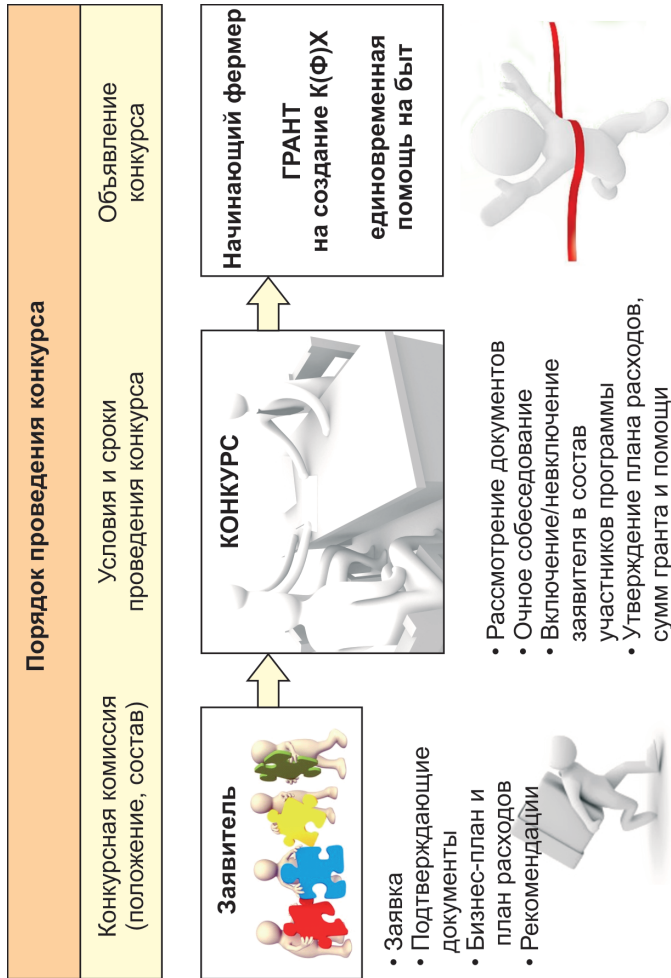 Порядок проведения конкурса
Конкурсная комиссия
(положение, состав)
Условия и сроки
проведения конкурса
Объявление
конкурса
Заявитель
• Заявка
• Подтверждающие
документы
• Бизнес-план и
план расходов
• Рекомендации
КОНКУРС
• Рассмотрение документов
• Очное собеседование
• Включение/невключение
заявителя в состав
участников программы
• Утверждение плана расходов,
сумм гранта и помощи
Начинающий фермер
ГРАНТ
на создание К(Ф)Х
единовременная
помощь на быт